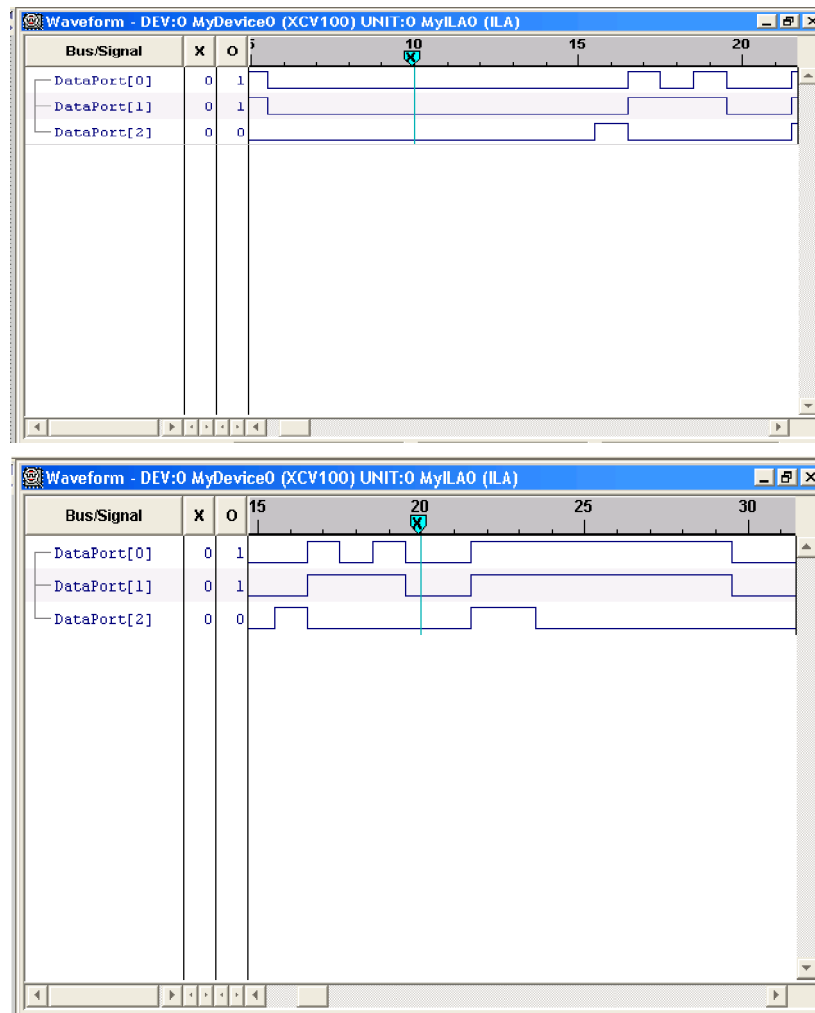 Waveform - DEV:0 MyDevice0 (XCV100) UNIT:0 MyILA0 (ILA)
Bus/Signal X O 5 10 15 20
X
DataPort[0] 0 1
DataPort[1] 0 1
DataPort[2] 0 0
Waveform - DEV:0 MyDevice0 (XCV100) UNIT:0 MyILA0 (ILA)
Bus/Signal X O 15 20 25 30
X
DataPort[0] 0 1
DataPort[1] 0 1
DataPort[2] 0 0